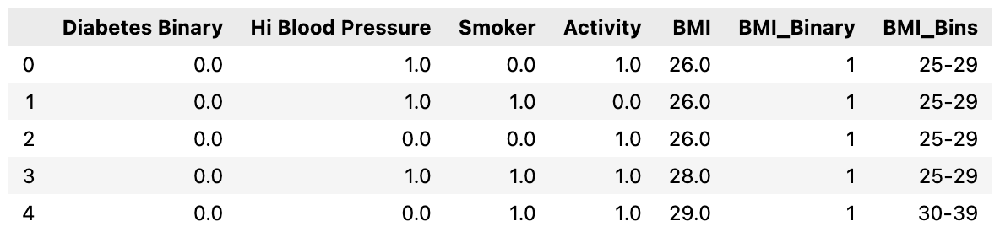 Diabetes Binary Hi Blood Pressure Smoker Activity BMI BMI_Binary BMI_Bins
0 0.0 1.0 0.0 1.0 26.0 1 25-29
1 0.0 1.0 1.0 0.0 26.0 1 25-29
2 0.0 0.0 0.0 1.0 26.0 1 25-29
3 0.0 1.0 1.0 1.0 28.0 1 25-29
4 0.0 0.0 1.0 1.0 29.0 1 30-39